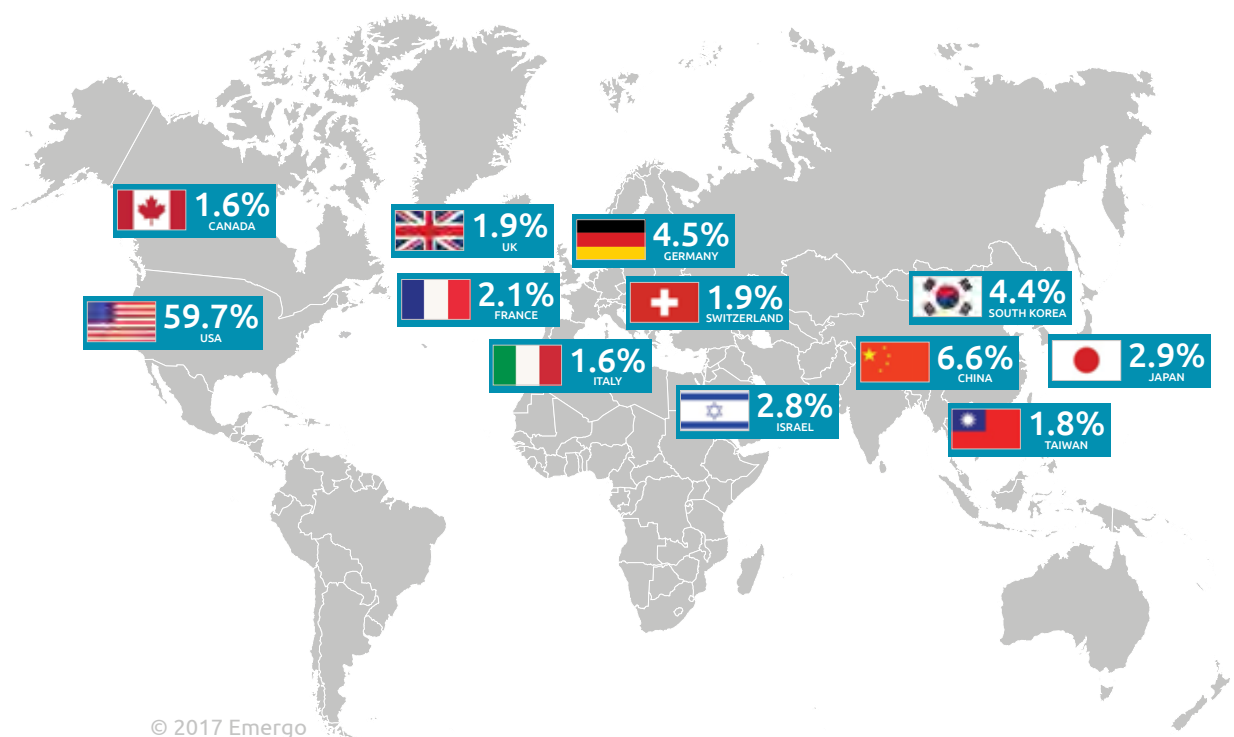 1.6%
CANADA
1.9%
UK
4.5%
GERMANY
59.7%
USA
2.1%
FRANCE
1.9%
SWITZERLAND
4.4%
SOUTH KOREA
1.6%
ITALY
6.6%
CHINA
2.9%
JAPAN
2.8%
ISRAEL
1.8%
TAIWAN
© 2017 Emergo